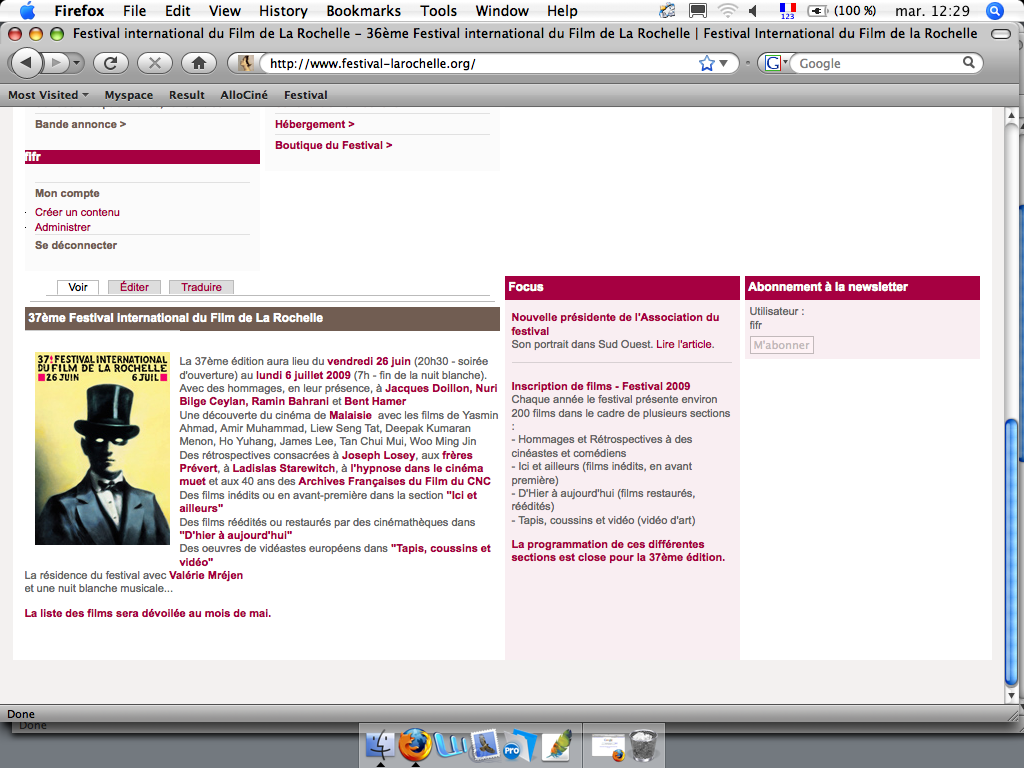 Firefox File Edit View History Bookmarks Tools Window Help 123 (100 %) mar. 12:29
Festival international du Film de La Rochelle – 36ème Festival international du Film de La Rochelle | Festival International du Film de la Rochelle
http://www.festival-larochelle.org/ G Google
Most Visited Myspace Result AlloCiné Festival
Bande annonce >
Hébergement >
Boutique du Festival >
fifr
Mon compte
· Créer un contenu
· Administrer
Se déconnecter
Voir Éditer Traduire
37ème Festival international du Film de La Rochelle
37e FESTIVAL INTERNATIONAL
DU FILM DE LA ROCHELLE
26 JUIN 6 JUIL
La 37ème édition aura lieu du vendredi 26 juin (20h30 - soirée
d'ouverture) au lundi 6 juillet 2009 (7h - fin de la nuit blanche).
Avec des hommages, en leur présence, à Jacques Doillon, Nuri
Bilge Ceylan, Ramin Bahrani et Bent Hamer
Une découverte du cinéma de Malaisie avec les films de Yasmin
Ahmad, Amir Muhammad, Liew Seng Tat, Deepak Kumaran
Menon, Ho Yuhang, James Lee, Tan Chui Mui, Woo Ming Jin
Des rétrospectives consacrées à Joseph Losey, aux frères
Prévert, à Ladislas Starewitch, à l'hypnose dans le cinéma
muet et aux 40 ans des Archives Françaises du Film du CNC
Des films inédits ou en avant-première dans la section "Ici et
ailleurs"
Des films réédités ou restaurés par des cinémathèques dans
"D'hier à aujourd'hui"
Des oeuvres de vidéastes européens dans "Tapis, coussins et
vidéo"
La résidence du festival avec Valérie Mréjen
et une nuit blanche musicale...
La liste des films sera dévoilée au mois de mai.
Focus
Nouvelle présidente de l'Association du
festival
Son portrait dans Sud Ouest. Lire l'article.
Inscription de films - Festival 2009
Chaque année le festival présente environ
200 films dans le cadre de plusieurs sections
:
- Hommages et Rétrospectives à des
cinéastes et comédiens
- Ici et ailleurs (films inédits, en avant
première)
- D'Hier à aujourd'hui (films restaurés,
réédités)
- Tapis, coussins et vidéo (vidéo d'art)
La programmation de ces différentes
sections est close pour la 37ème édition.
Abonnement à la newsletter
Utilisateur :
fifr
M'abonner
Done
Done
PRO